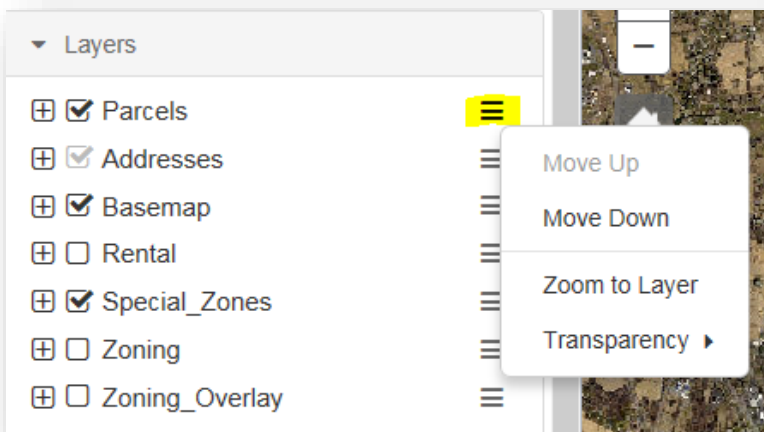 Layers
Parcels
Addresses
Basemap
Rental
Special_Zones
Zoning
Zoning_Overlay
Move Up
Move Down
Zoom to Layer
Transparency